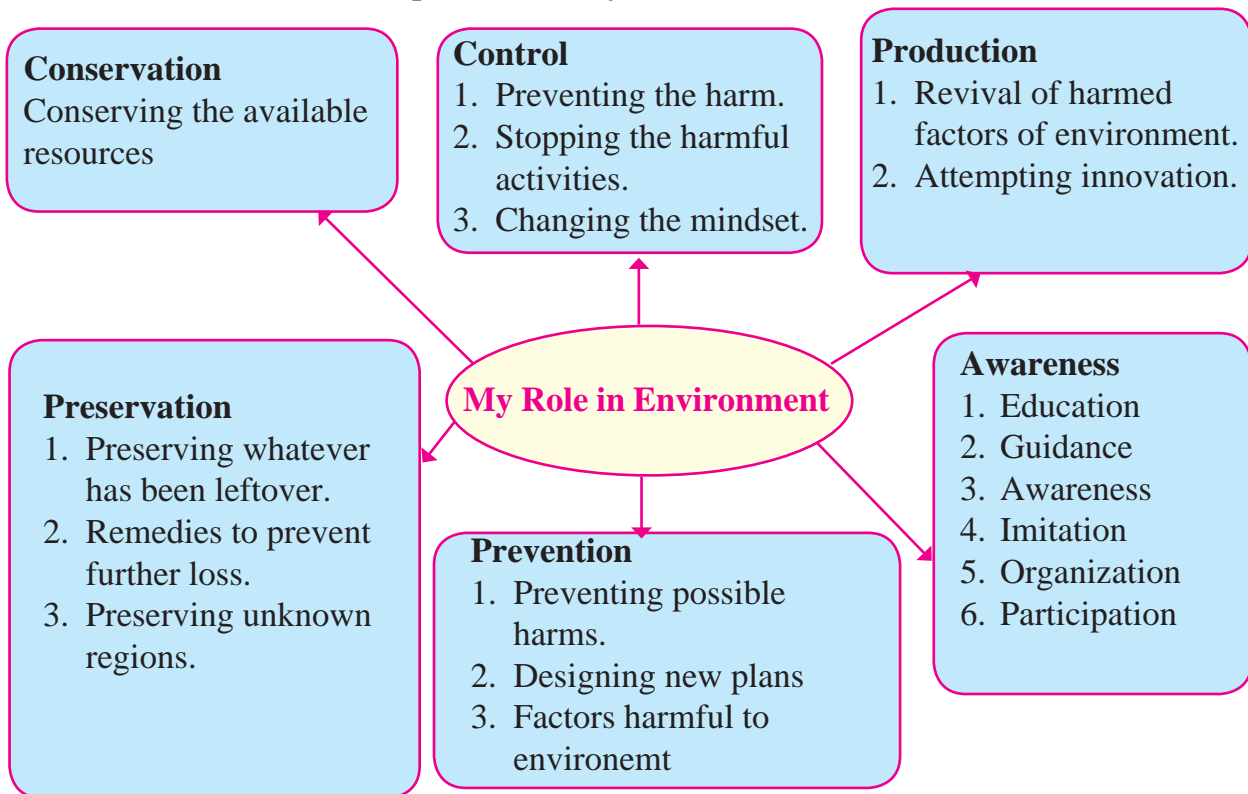 Conservation
Conserving the available
resources
Control
1. Preventing the harm.
2. Stopping the harmful
activities.
3. Changing the mindset.
Production
1. Revival of harmed
factors of environment.
2. Attempting innovation.
My Role in Environment
Preservation
1. Preserving whatever
has been leftover.
2. Remedies to prevent
further loss.
3. Preserving unknown
regions.
Prevention
1. Preventing possible
harms.
2. Designing new plans
3. Factors harmful to
environemt
Awareness
1. Education
2. Guidance
3. Awareness
4. Imitation
5. Organization
6. Participation